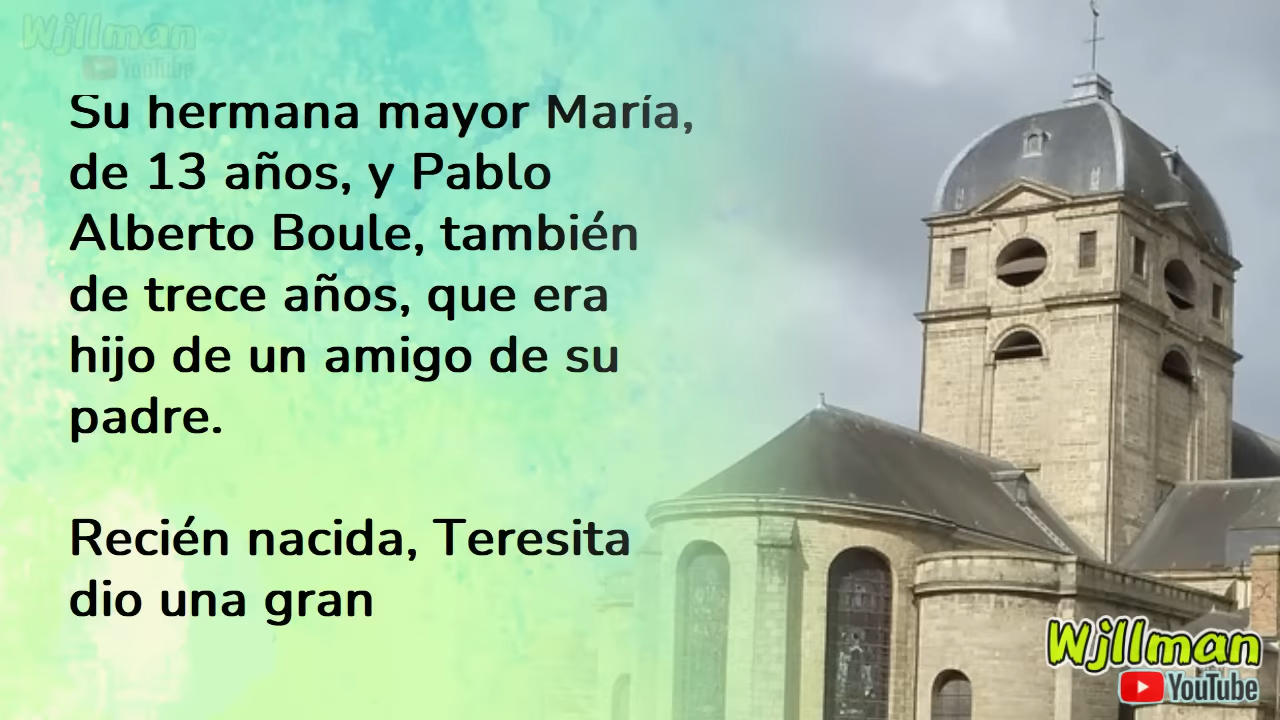 Wjllman
YouTube
Su hermana mayor María,
de 13 años, y Pablo
Alberto Boule, también
de trece años, que era
hijo de un amigo de su
padre.
Recién nacida, Teresita
dio una gran
Wjllman
YouTube